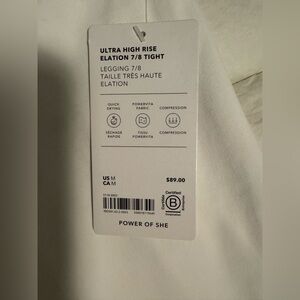 ULTRA HIGH RISE
ELATION 7/8 TIGHT
LEGGING 7/8
TAILLE TRÈS HAUTE
ELATION
QUICK DRYING
POWERVITA FABRIC
COMPRESSION
SÉCHAGE RAPIDE
TISSU POWERVITA
COMPRESSION
US M
CA M
$89.00
Certified
B
Corporation
POWER OF SHE